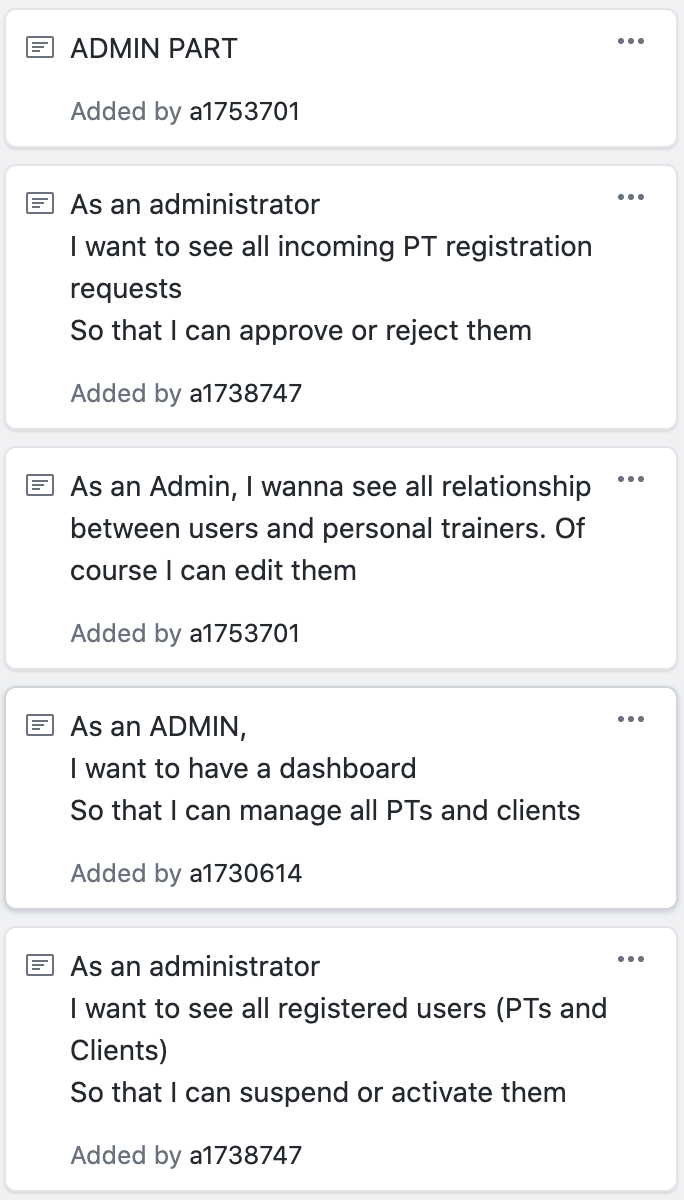 ADMIN PART
Added by a1753701
As an administrator
I want to see all incoming PT registration
requests
So that I can approve or reject them
Added by a1738747
As an Admin, I wanna see all relationship
between users and personal trainers. Of
course I can edit them
Added by a1753701
As an ADMIN,
I want to have a dashboard
So that I can manage all PTs and clients
Added by a1730614
As an administrator
I want to see all registered users (PTs and
Clients)
So that I can suspend or activate them
Added by a1738747